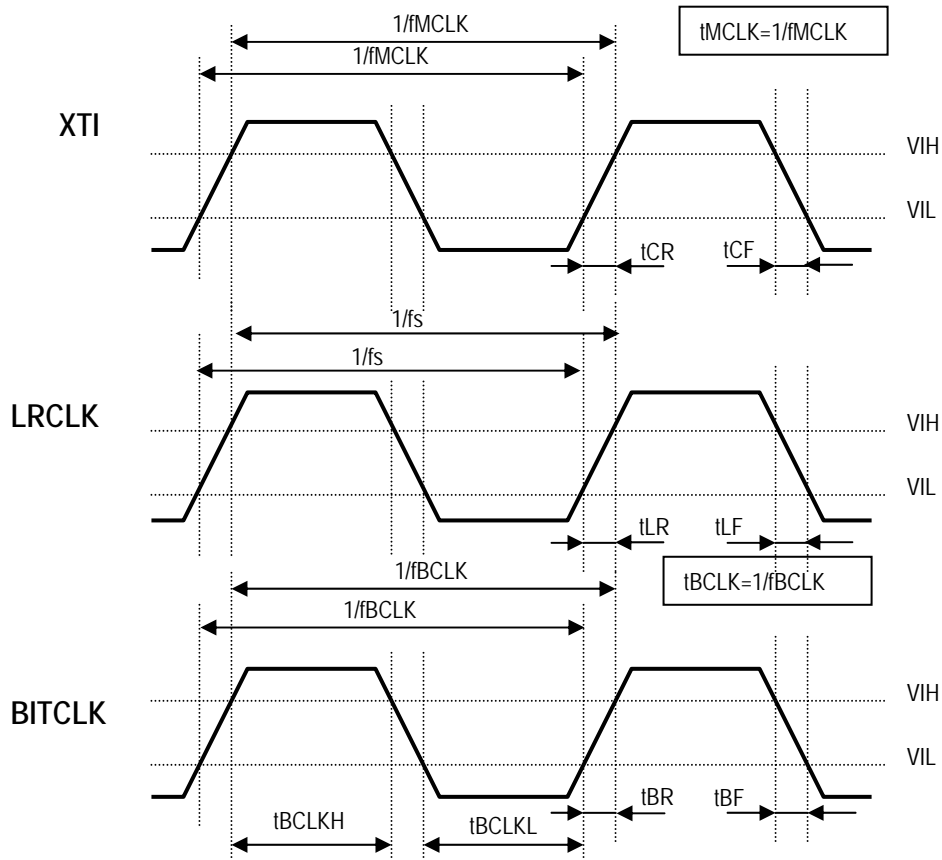 1/fMCLK
tMCLK=1/fMCLK
1/fMCLK
XTI
VIH
VIL
tCR
tCF
1/fs
1/fs
LRCLK
VIH
VIL
tLR
tLF
1/fBCLK
tBCLK=1/fBCLK
1/fBCLK
BITCLK
VIH
VIL
tBR
tBF
tBCLKH
tBCLKL